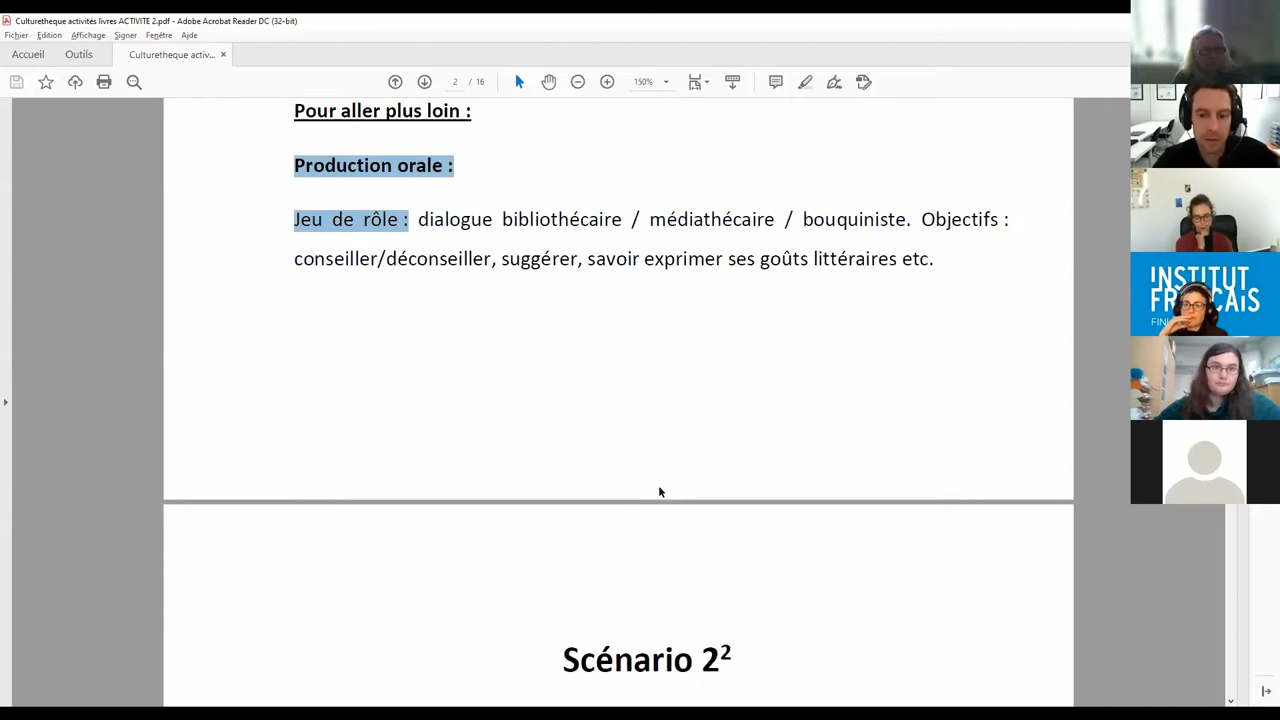 Culturetheque activités livres ACTIVITE 2.pdf - Adobe Acrobat Reader DC (32-bit)
Fichier Edition Affichage Signer Fenêtre Aide
Accueil Outils Culturetheque activ... ×
2 / 16 150%
Pour aller plus loin :
Production orale :
Jeu de rôle : dialogue bibliothécaire / médiathécaire / bouquiniste. Objectifs :
conseiller/déconseiller, suggérer, savoir exprimer ses goûts littéraires etc.
Scénario 2²
INSTITUT
FRANÇAIS